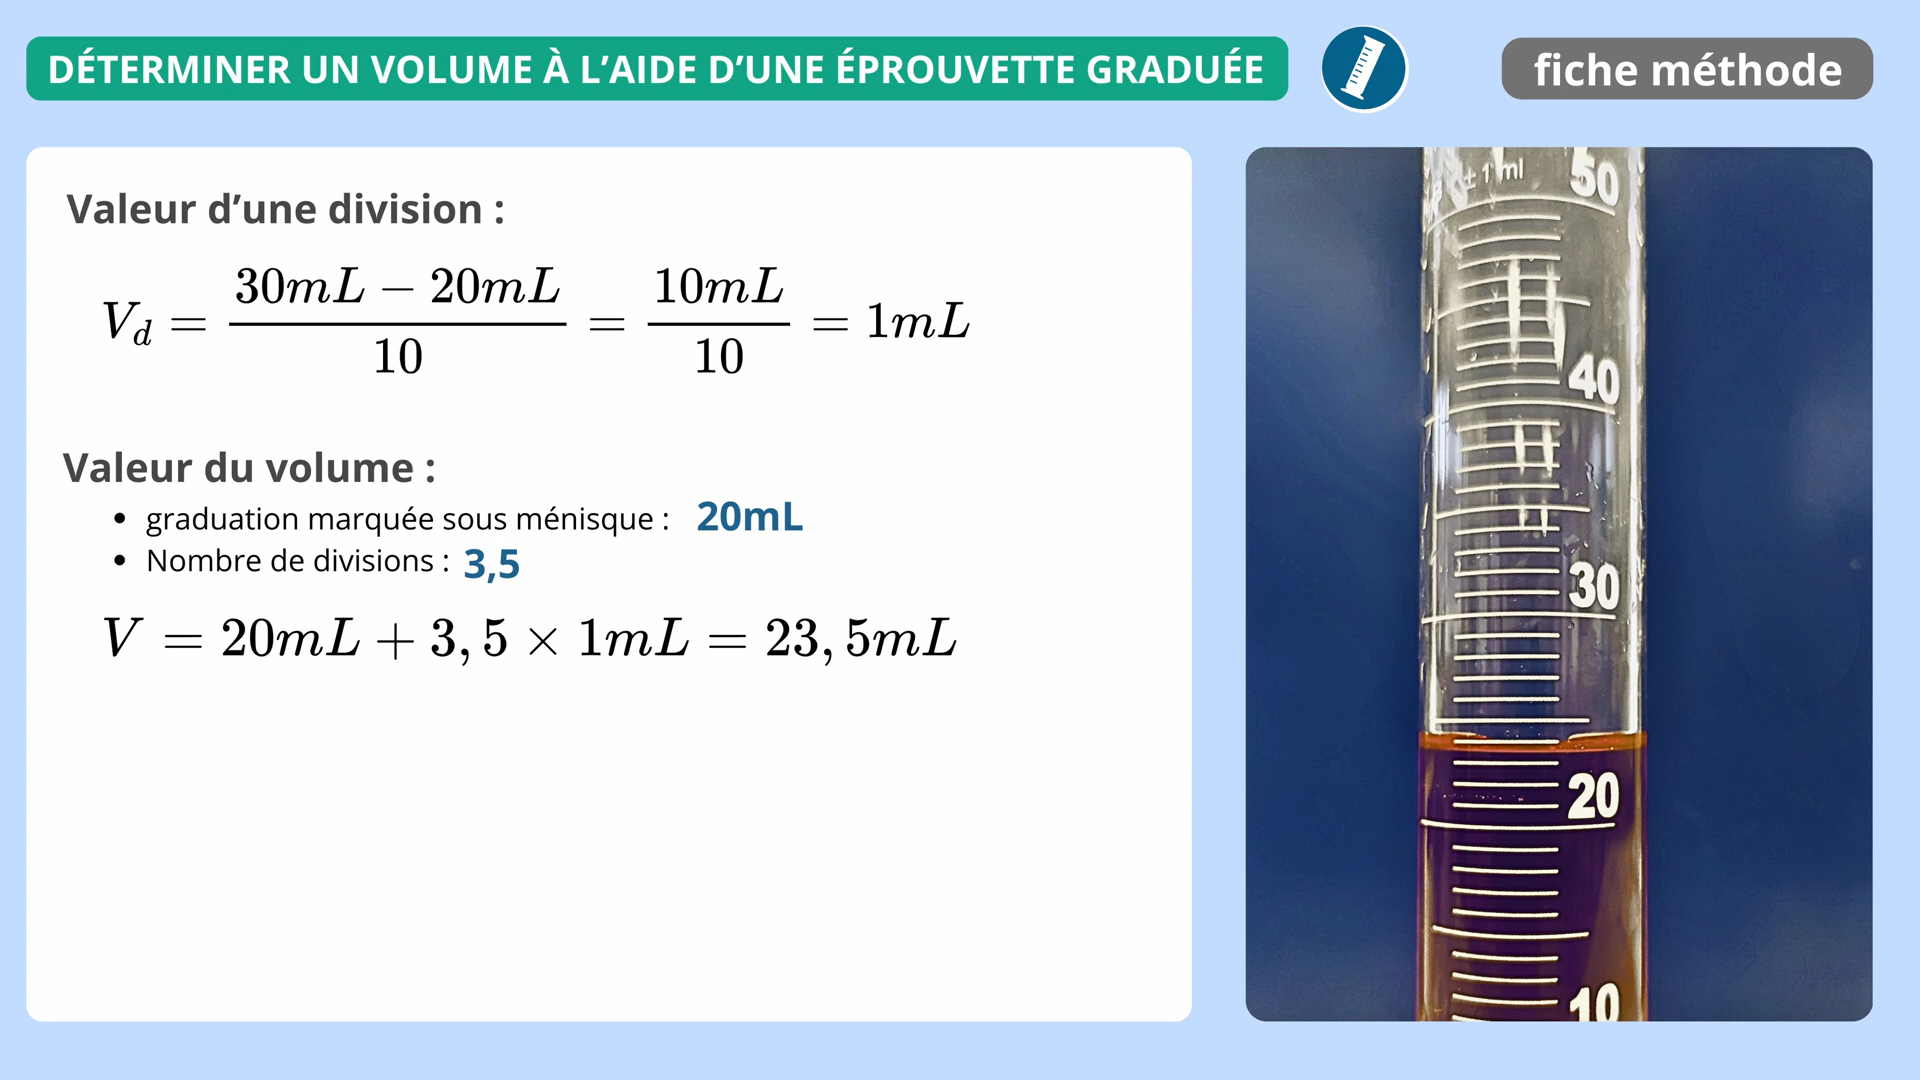 DÉTERMINER UN VOLUME À L’AIDE D’UNE ÉPROUVETTE GRADUÉE
fiche méthode
Valeur d’une division :
V_d = \frac{30mL - 20mL}{10} = \frac{10mL}{10} = 1mL
Valeur du volume :
• graduation marquée sous ménisque : 20mL
• Nombre de divisions : 3,5
V = 20mL + 3,5 × 1mL = 23,5mL
± 1 ml
50
40
30
20
10